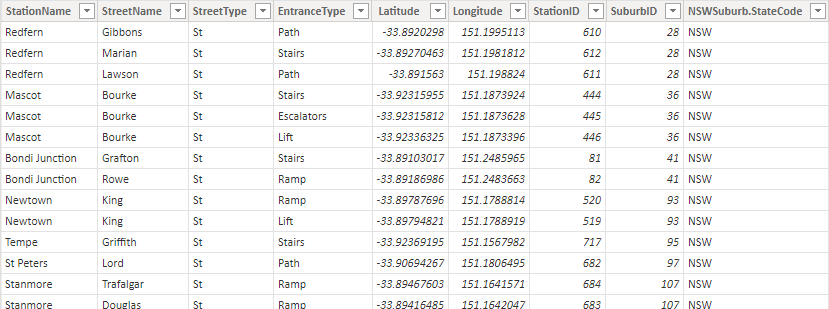 StationName StreetName StreetType EntranceType Latitude Longitude StationID SuburbID NSWSuburb.StateCode
Redfern Gibbons St Path -33.8920298 151.1995113 610 28 NSW
Redfern Marian St Stairs -33.89270463 151.1981812 612 28 NSW
Redfern Lawson St Path -33.891563 151.198824 611 28 NSW
Mascot Bourke St Stairs -33.92315955 151.1873924 444 36 NSW
Mascot Bourke St Escalators -33.92315812 151.1873628 445 36 NSW
Mascot Bourke St Lift -33.92336325 151.1873396 446 36 NSW
Bondi Junction Grafton St Stairs -33.89103017 151.2485965 81 41 NSW
Bondi Junction Rowe St Ramp -33.89186986 151.2483663 82 41 NSW
Newtown King St Ramp -33.89787696 151.1788814 520 93 NSW
Newtown King St Lift -33.89794821 151.1788919 519 93 NSW
Tempe Griffith St Stairs -33.92369195 151.1567982 717 95 NSW
St Peters Lord St Path -33.90694267 151.1806495 682 97 NSW
Stanmore Trafalgar St Ramp -33.89467603 151.1641571 684 107 NSW
Stanmore Douglas St Ramp -33.89416485 151.1642047 683 107 NSW